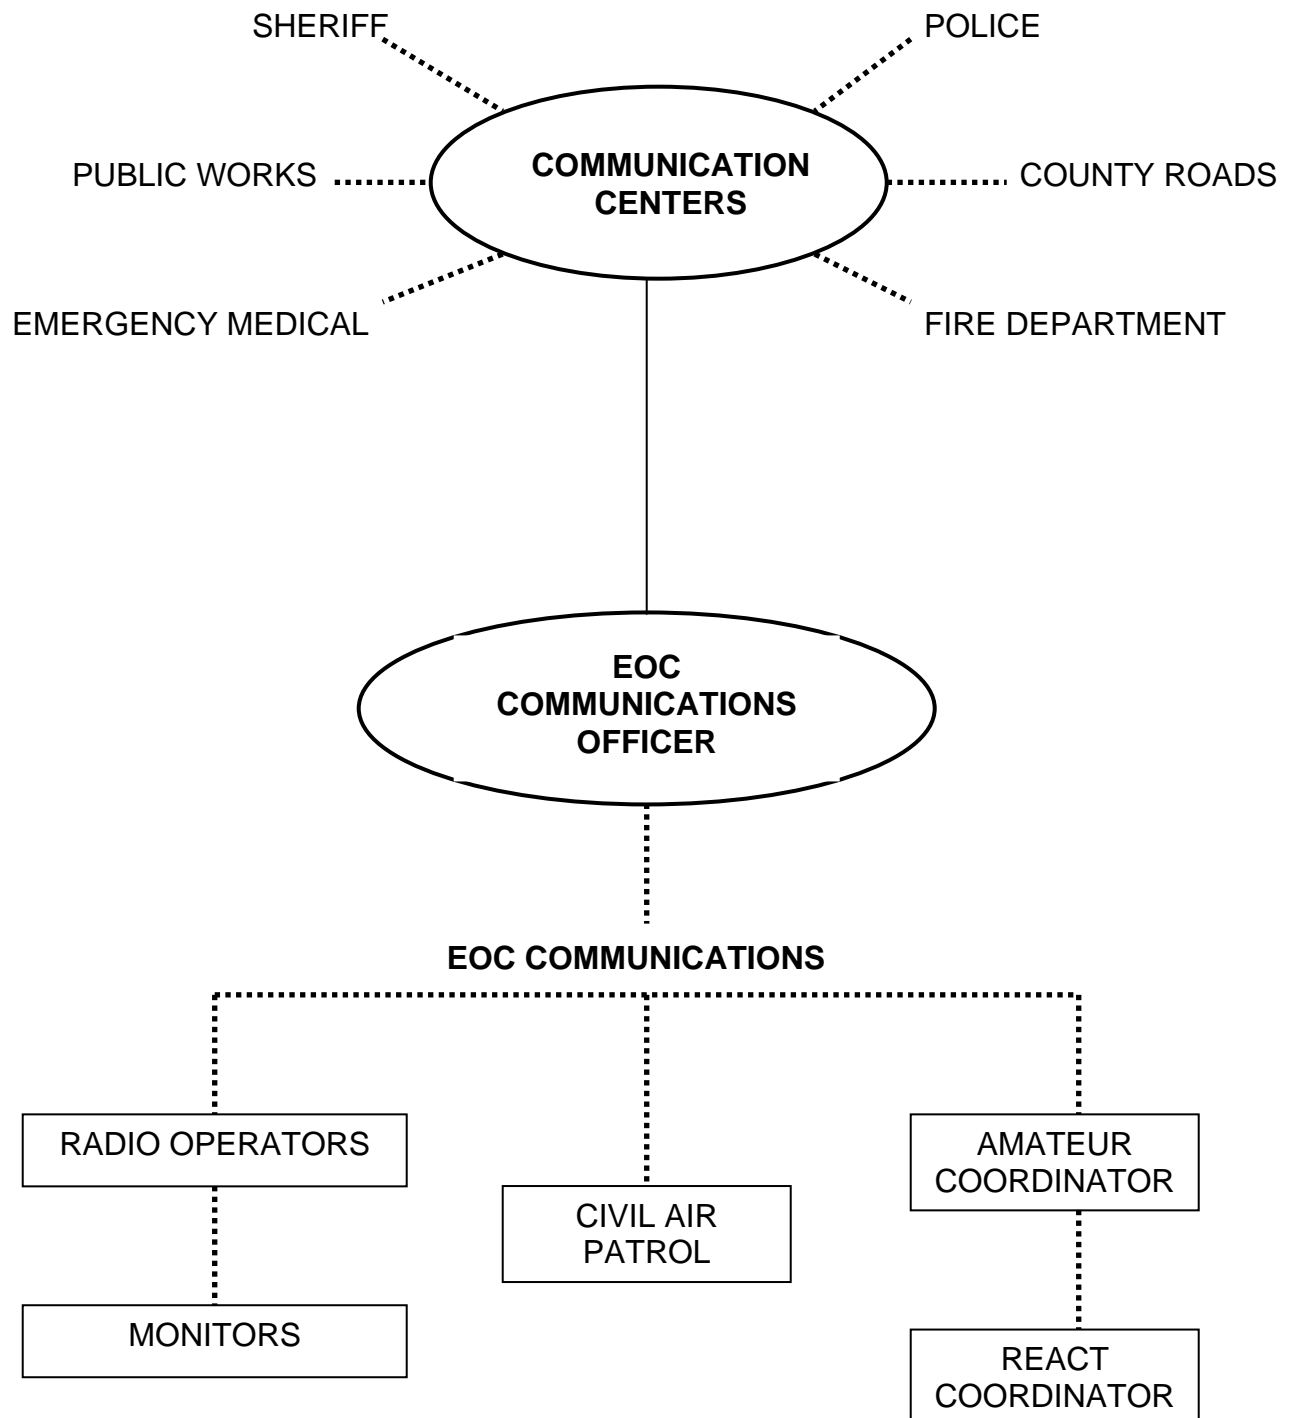 SHERIFF
POLICE
COMMUNICATION
CENTERS
PUBLIC WORKS
COUNTY ROADS
EMERGENCY MEDICAL
FIRE DEPARTMENT
EOC
COMMUNICATIONS
OFFICER
EOC COMMUNICATIONS
RADIO OPERATORS
MONITORS
CIVIL AIR
PATROL
AMATEUR
COORDINATOR
REACT
COORDINATOR